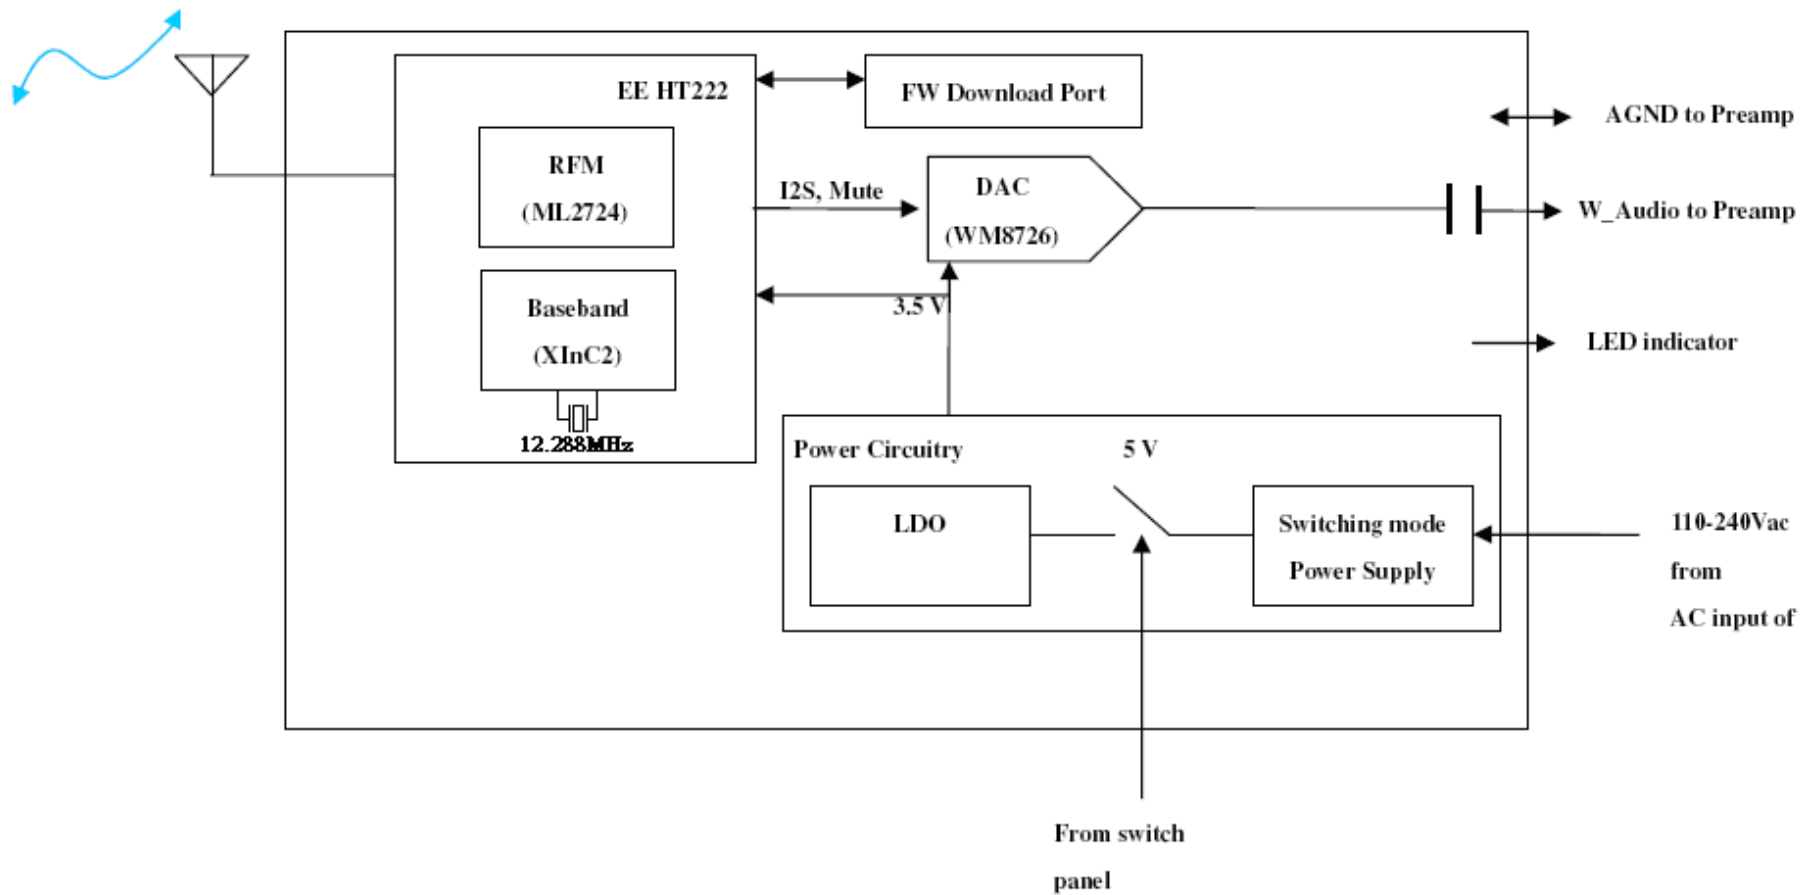 EE HT222
FW Download Port
RFM
(ML2724)
I2S, Mute
DAC
(WM8726)
AGND to Preamp
W_Audio to Preamp
Baseband
(XInC2)
12.288MHz
3.5 V
LED indicator
Power Circuitry
5 V
LDO
Switching mode
Power Supply
110-240Vac
from
AC input of
From switch
panel